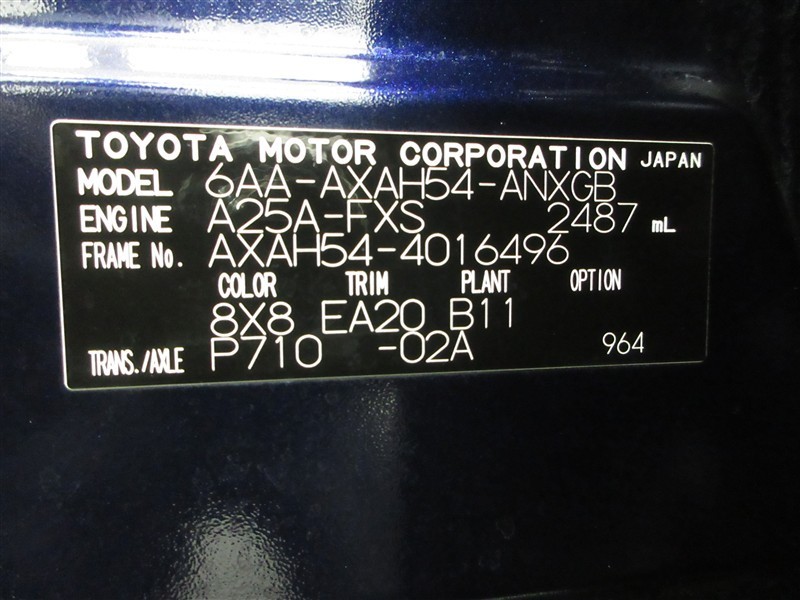 TOYOTA MOTOR CORPORATION JAPAN
MODEL 6AA-AXAH54-ANXGB
ENGINE A25A-FXS 2487 mL
FRAME No. AXAH54-4016496
COLOR TRIM PLANT OPTION
8X8 EA20 B11
TRANS./AXLE P710 -02A 964